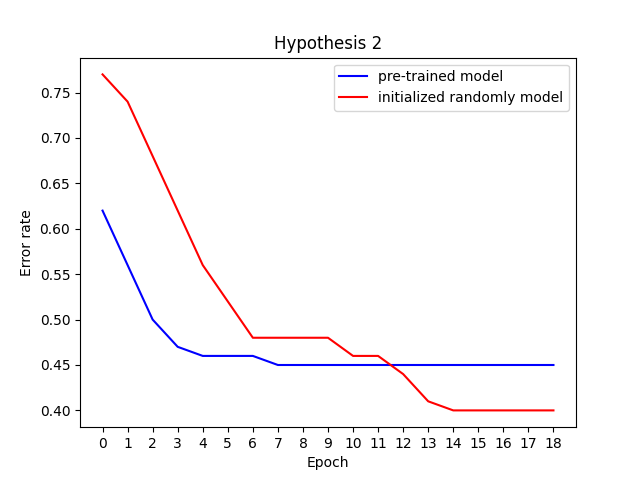 Hypothesis 2
pre-trained model
initialized randomly model
Error rate
0.75
0.70
0.65
0.60
0.55
0.50
0.45
0.40
0 1 2 3 4 5 6 7 8 9 10 11 12 13 14 15 16 17 18
Epoch